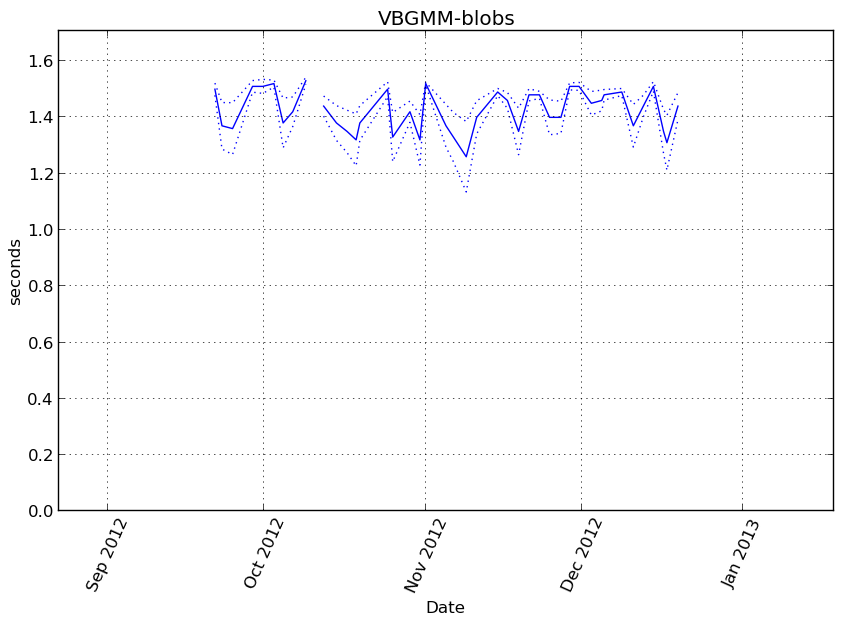 VBGMM-blobs
1.6
1.4
1.2
1.0
0.8
0.6
0.4
0.2
0.0
seconds
Sep 2012
Oct 2012
Nov 2012
Dec 2012
Jan 2013
Date